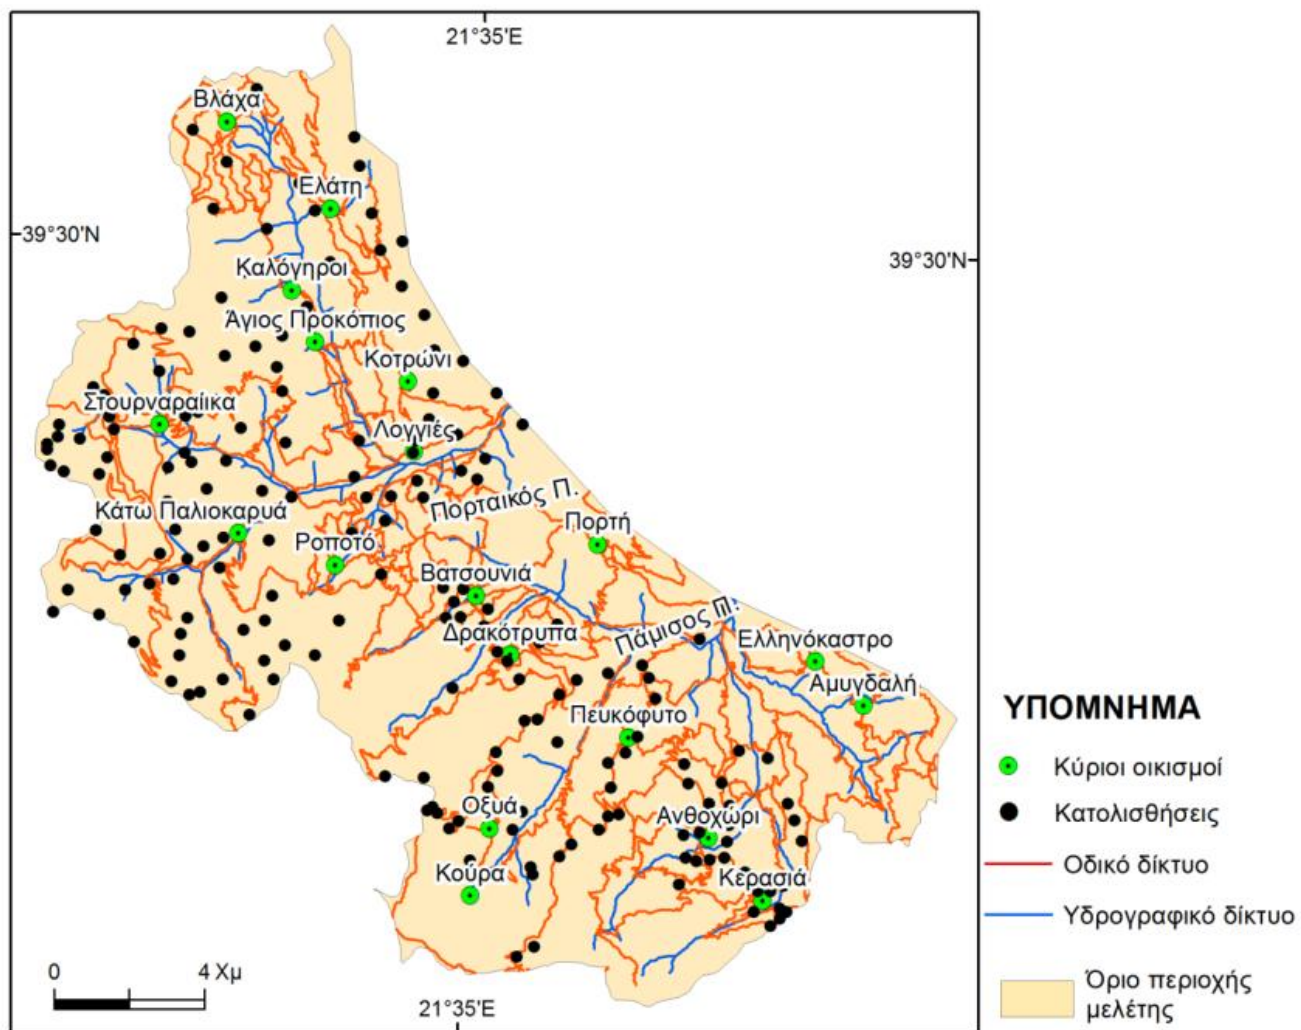 21°35'E
Βλάχα
Ελάτη
39°30'N
39°30'N
Καλόγηροι
Άγιος Προκόπιος
Κοτρώνι
Στουρναραίικα
Λογγιές
Πορταικός Π.
Κάτω Παλιοκαρυά
Πορτή
Ροποτό
Βατσουνιά
Πάμισος Π.
Δρακότρυπα
Ελληνόκαστρο
Αμυγδαλή
Πευκόφυτο
Οξυά
Ανθοχώρι
Κούρα
Κερασιά
0 4 Χμ
21°35'E
ΥΠΟΜΝΗΜΑ
Κύριοι οικισμοί
Κατολισθήσεις
Οδικό δίκτυο
Υδρογραφικό δίκτυο
Όριο περιοχής
μελέτης